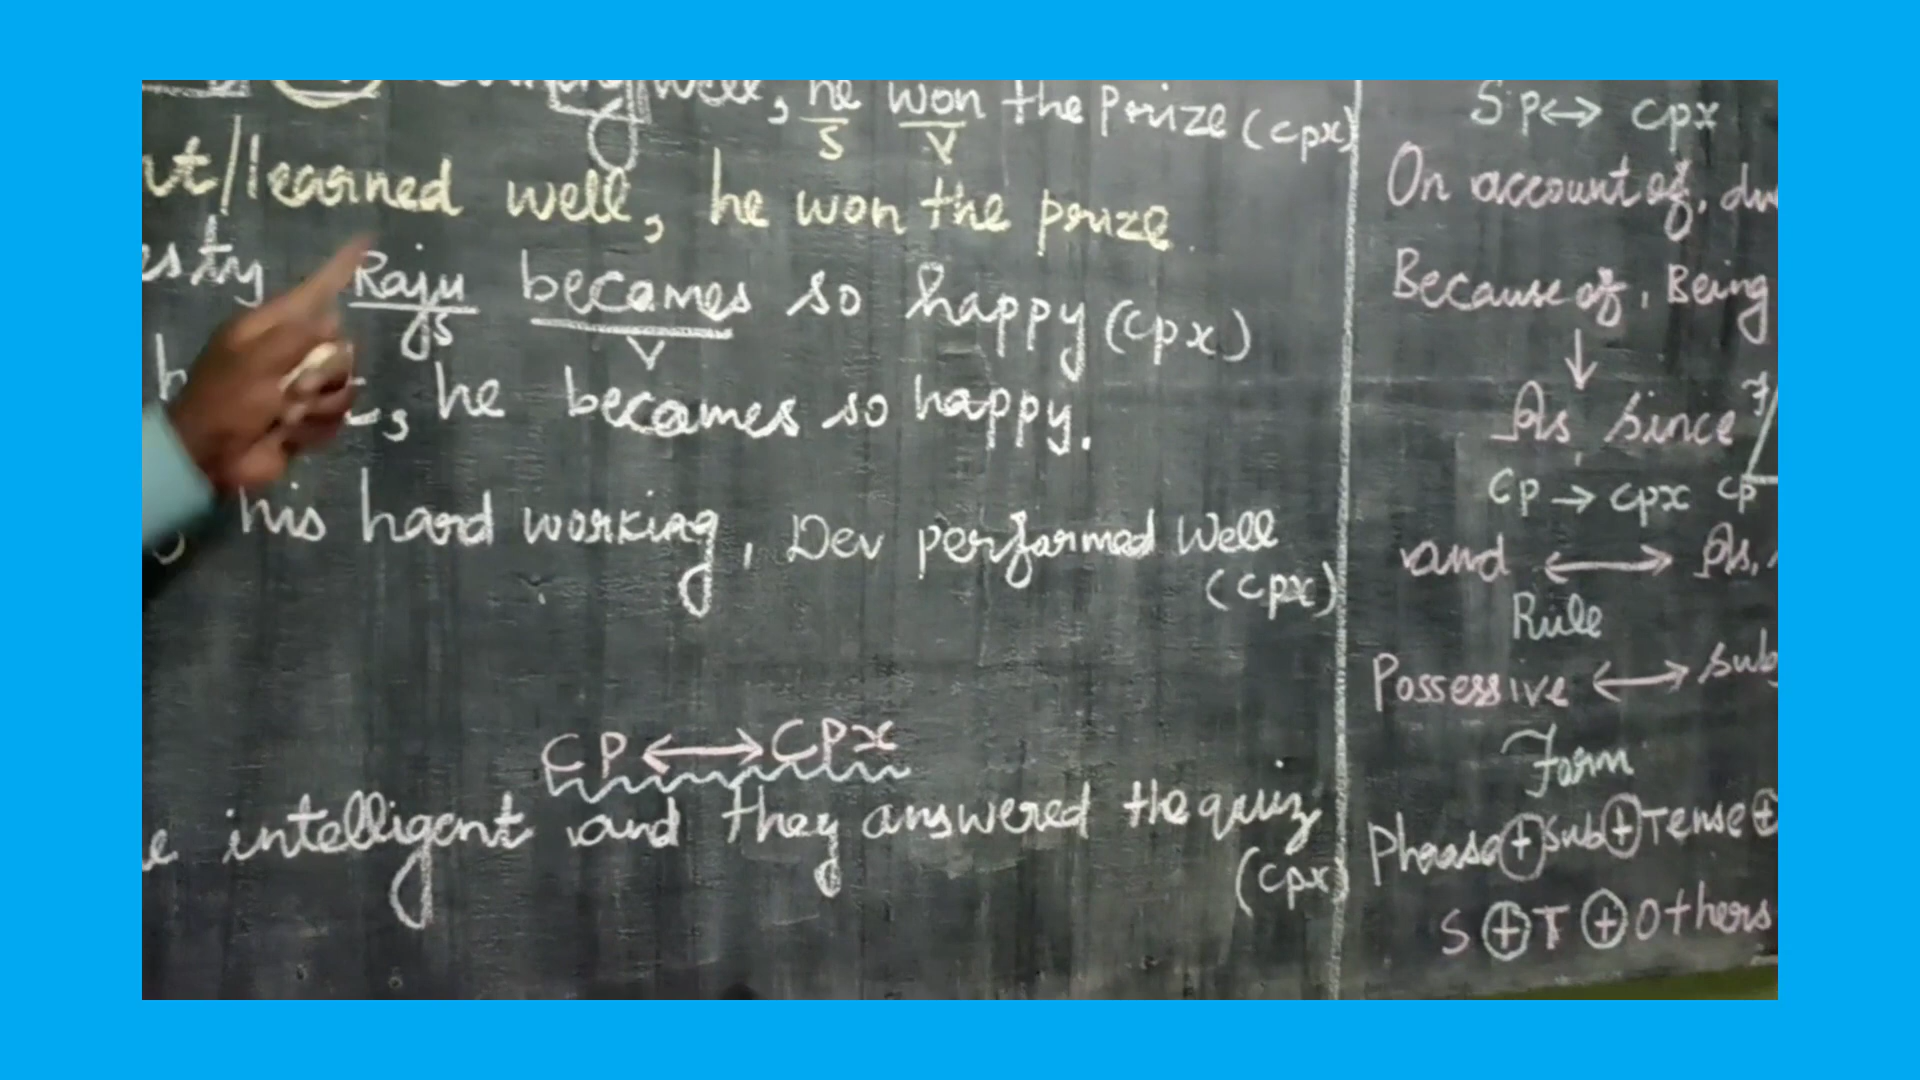 well, he won the Prize (cpx)
S V
/learned well, he won the prize.
Raju becames so happy (cpx)
S V
he becames so happy.
his hard working, Dev performed well
(cpx)
CP ↔ CPx
intelligent and they answered the quiz
(cpx)
Sp ↔ cpx
On account of,
Because of, Being
↓
As since
Cp → cpx cp
and ↔ As,
Rule
Possessive ↔ sub
Form
Phrase + Sub + Tense +
S + T + Others